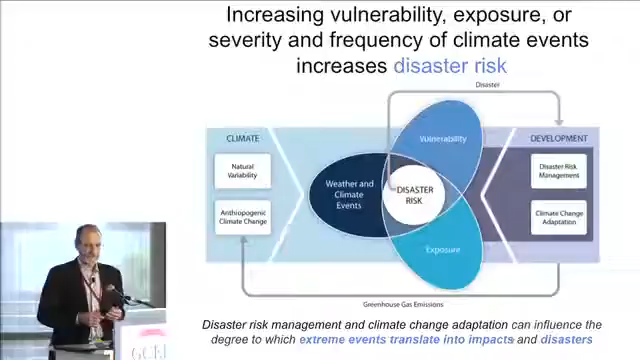 Increasing vulnerability, exposure, or
severity and frequency of climate events
increases disaster risk
Disaster
CLIMATE
Vulnerability
DEVELOPMENT
Natural
Variability
Disaster Risk
Management
Weather and
Climate
Events
DISASTER
RISK
Anthropogenic
Climate Change
Climate Change
Adaptation
Exposure
Greenhouse Gas Emissions
Disaster risk management and climate change adaptation can influence the
degree to which extreme events translate into impacts and disasters